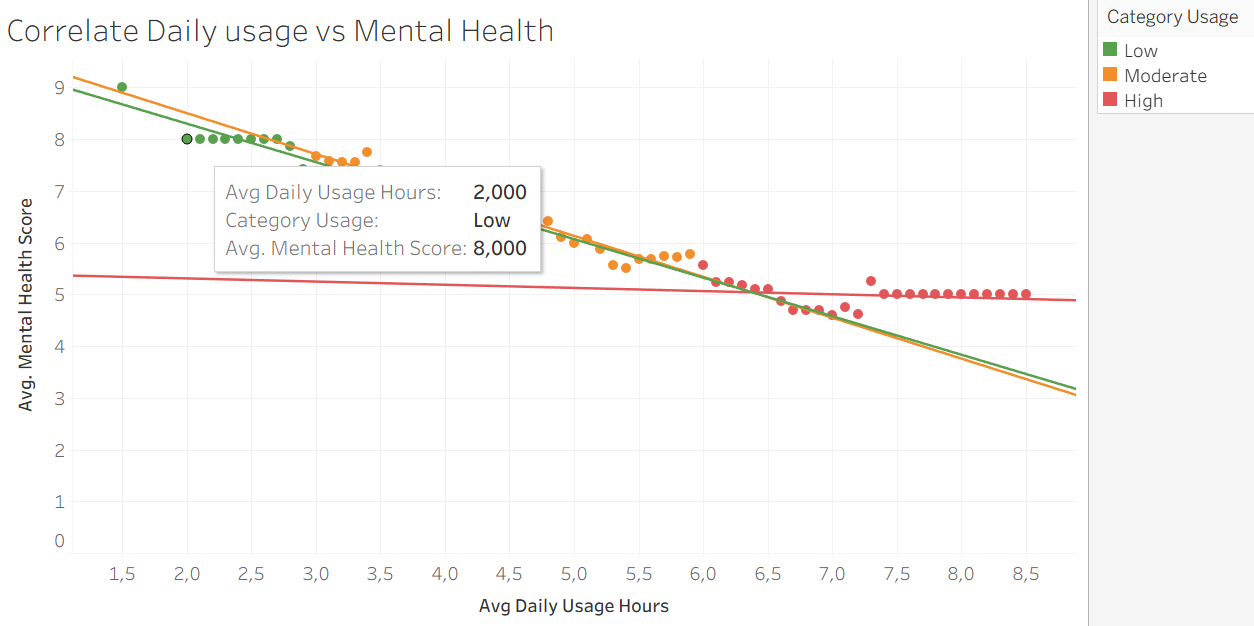 Correlate Daily usage vs Mental Health
Category Usage
Low
Moderate
High
Avg. Mental Health Score
9
8
7
6
5
4
3
2
1
0
Avg Daily Usage Hours: 2,000
Category Usage: Low
Avg. Mental Health Score: 8,000
1,5 2,0 2,5 3,0 3,5 4,0 4,5 5,0 5,5 6,0 6,5 7,0 7,5 8,0 8,5
Avg Daily Usage Hours